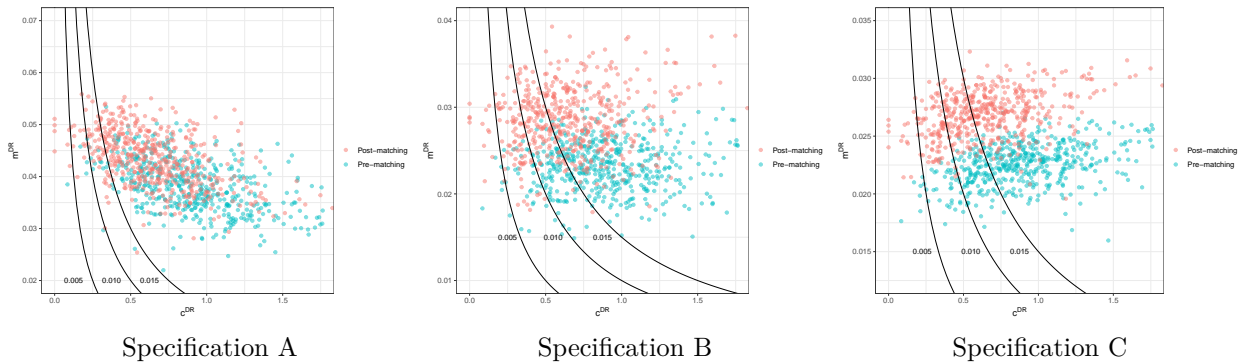 0.07
0.06
0.05
0.04
0.03
0.02
m^DR
0.005
0.010
0.015
0.0
0.5
1.0
1.5
c^DR
Post−matching
Pre−matching
Specification A
0.04
0.03
0.02
0.01
m^DR
0.005
0.010
0.015
0.0
0.5
1.0
1.5
c^DR
Post−matching
Pre−matching
Specification B
0.035
0.030
0.025
0.020
0.015
m^DR
0.005
0.010
0.015
0.0
0.5
1.0
1.5
c^DR
Post−matching
Pre−matching
Specification C